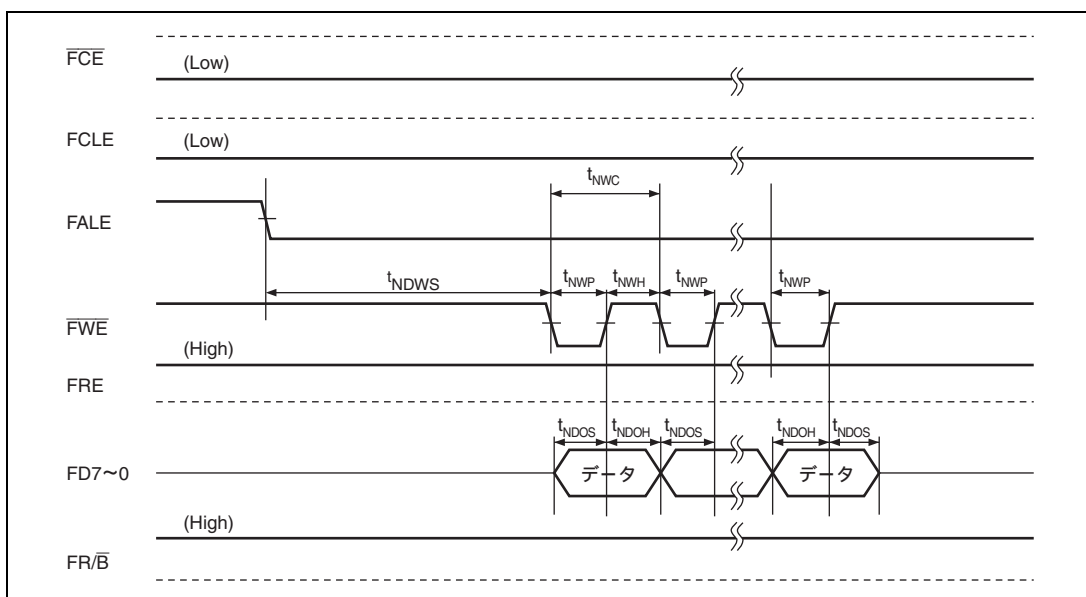 FCE
(Low)
FCLE
(Low)
tNWC
FALE
tNDWS
tNWP
tNWH
tNWP
tNWP
FWE
(High)
FRE
tNDOS
tNDOH
tNDOS
tNDOH
tNDOS
FD7~0
データ
データ
(High)
FR/B